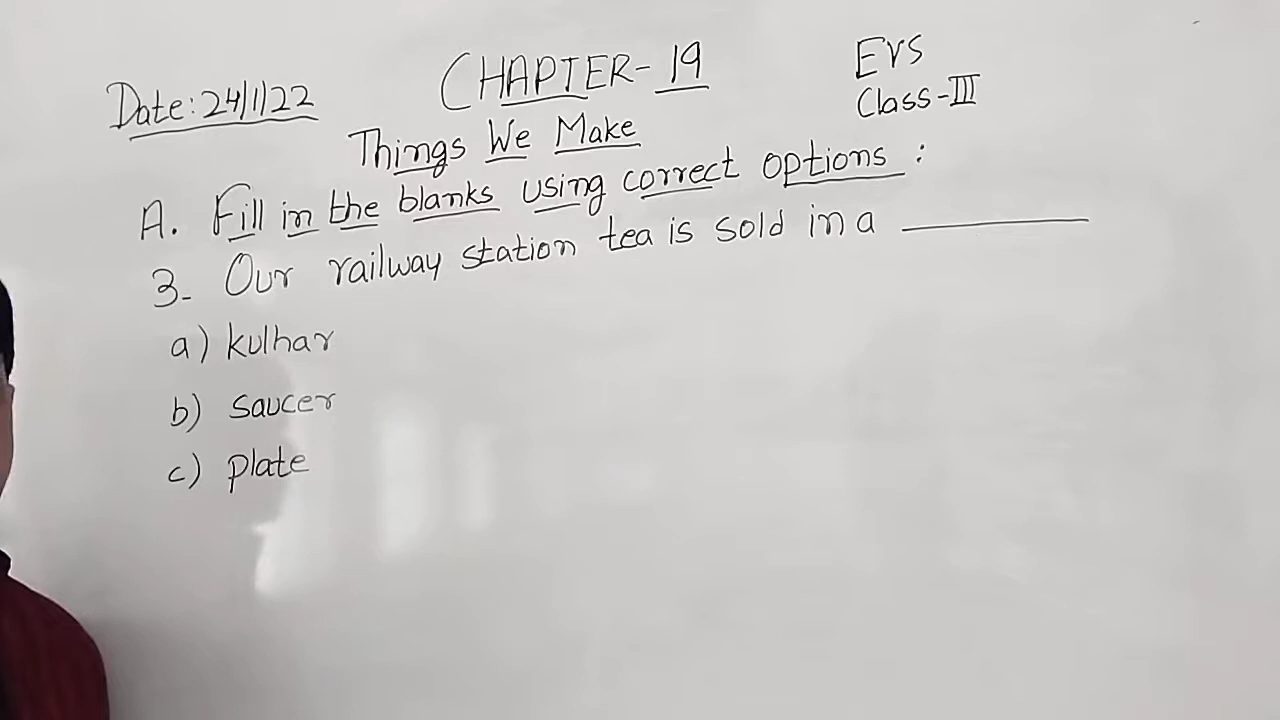 Date: 24/1/22
CHAPTER-19
EVS
Class-III
Things We Make
A. Fill in the blanks using correct options :
3- Our railway station tea is sold in a ________
a) kulhar
b) saucer
c) plate